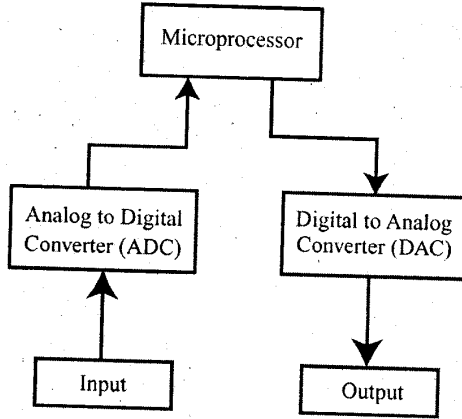 Microprocessor
Analog to Digital
Converter (ADC)
Digital to Analog
Converter (DAC)
Input
Output